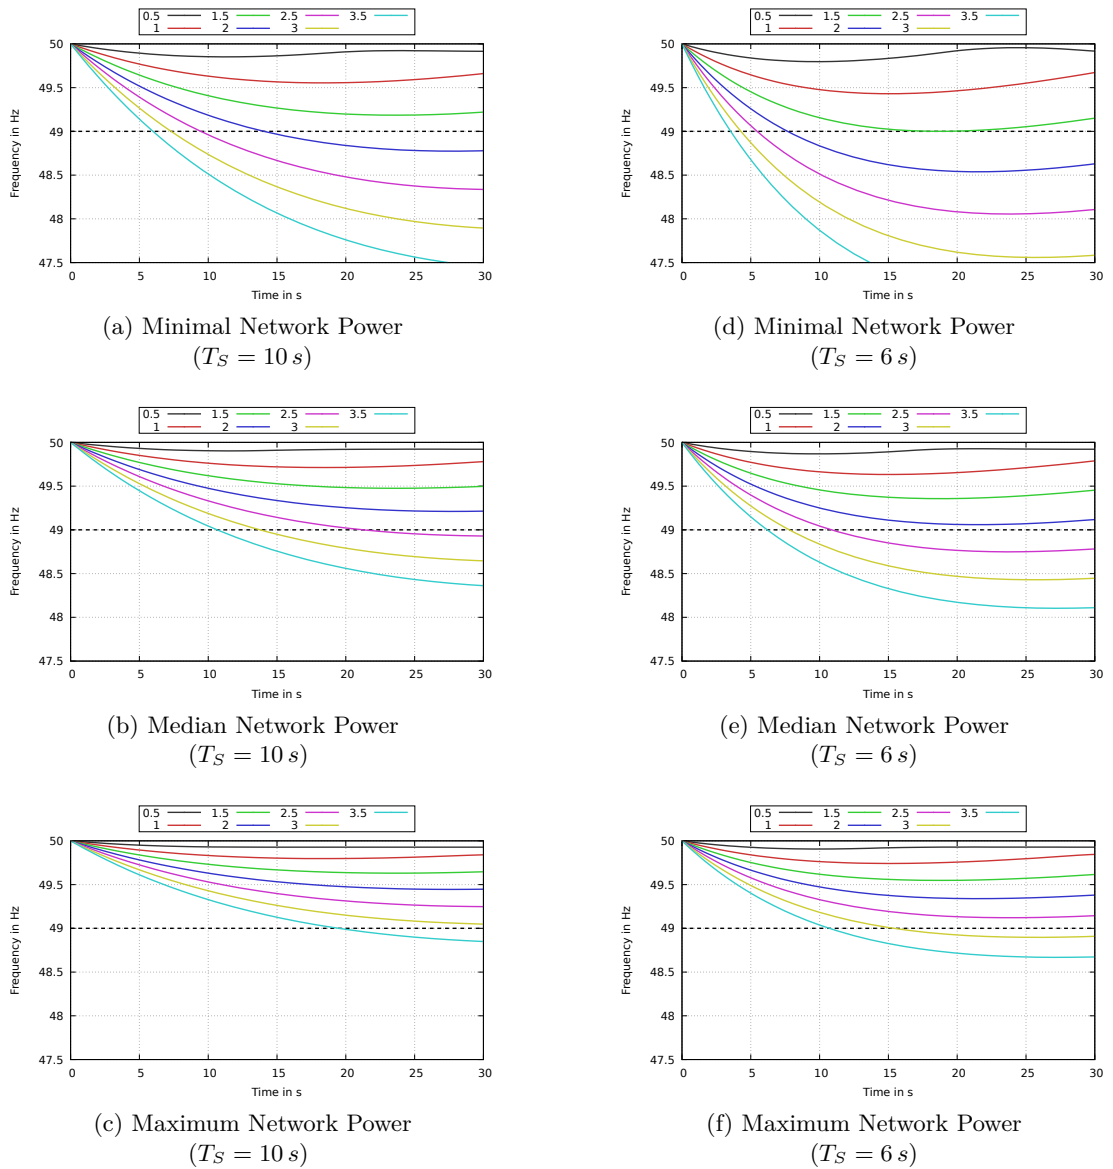 0.5 1.5 2.5 3.5
1 2 3
50
49.5
49
48.5
48
47.5
Frequency in Hz
0 5 10 15 20 25 30
Time in s
(a) Minimal Network Power
(T_S = 10 s)
0.5 1.5 2.5 3.5
1 2 3
50
49.5
49
48.5
48
47.5
Frequency in Hz
0 5 10 15 20 25 30
Time in s
(d) Minimal Network Power
(T_S = 6 s)
0.5 1.5 2.5 3.5
1 2 3
50
49.5
49
48.5
48
47.5
Frequency in Hz
0 5 10 15 20 25 30
Time in s
(b) Median Network Power
(T_S = 10 s)
0.5 1.5 2.5 3.5
1 2 3
50
49.5
49
48.5
48
47.5
Frequency in Hz
0 5 10 15 20 25 30
Time in s
(e) Median Network Power
(T_S = 6 s)
0.5 1.5 2.5 3.5
1 2 3
50
49.5
49
48.5
48
47.5
Frequency in Hz
0 5 10 15 20 25 30
Time in s
(c) Maximum Network Power
(T_S = 10 s)
0.5 1.5 2.5 3.5
1 2 3
50
49.5
49
48.5
48
47.5
Frequency in Hz
0 5 10 15 20 25 30
Time in s
(f) Maximum Network Power
(T_S = 6 s)